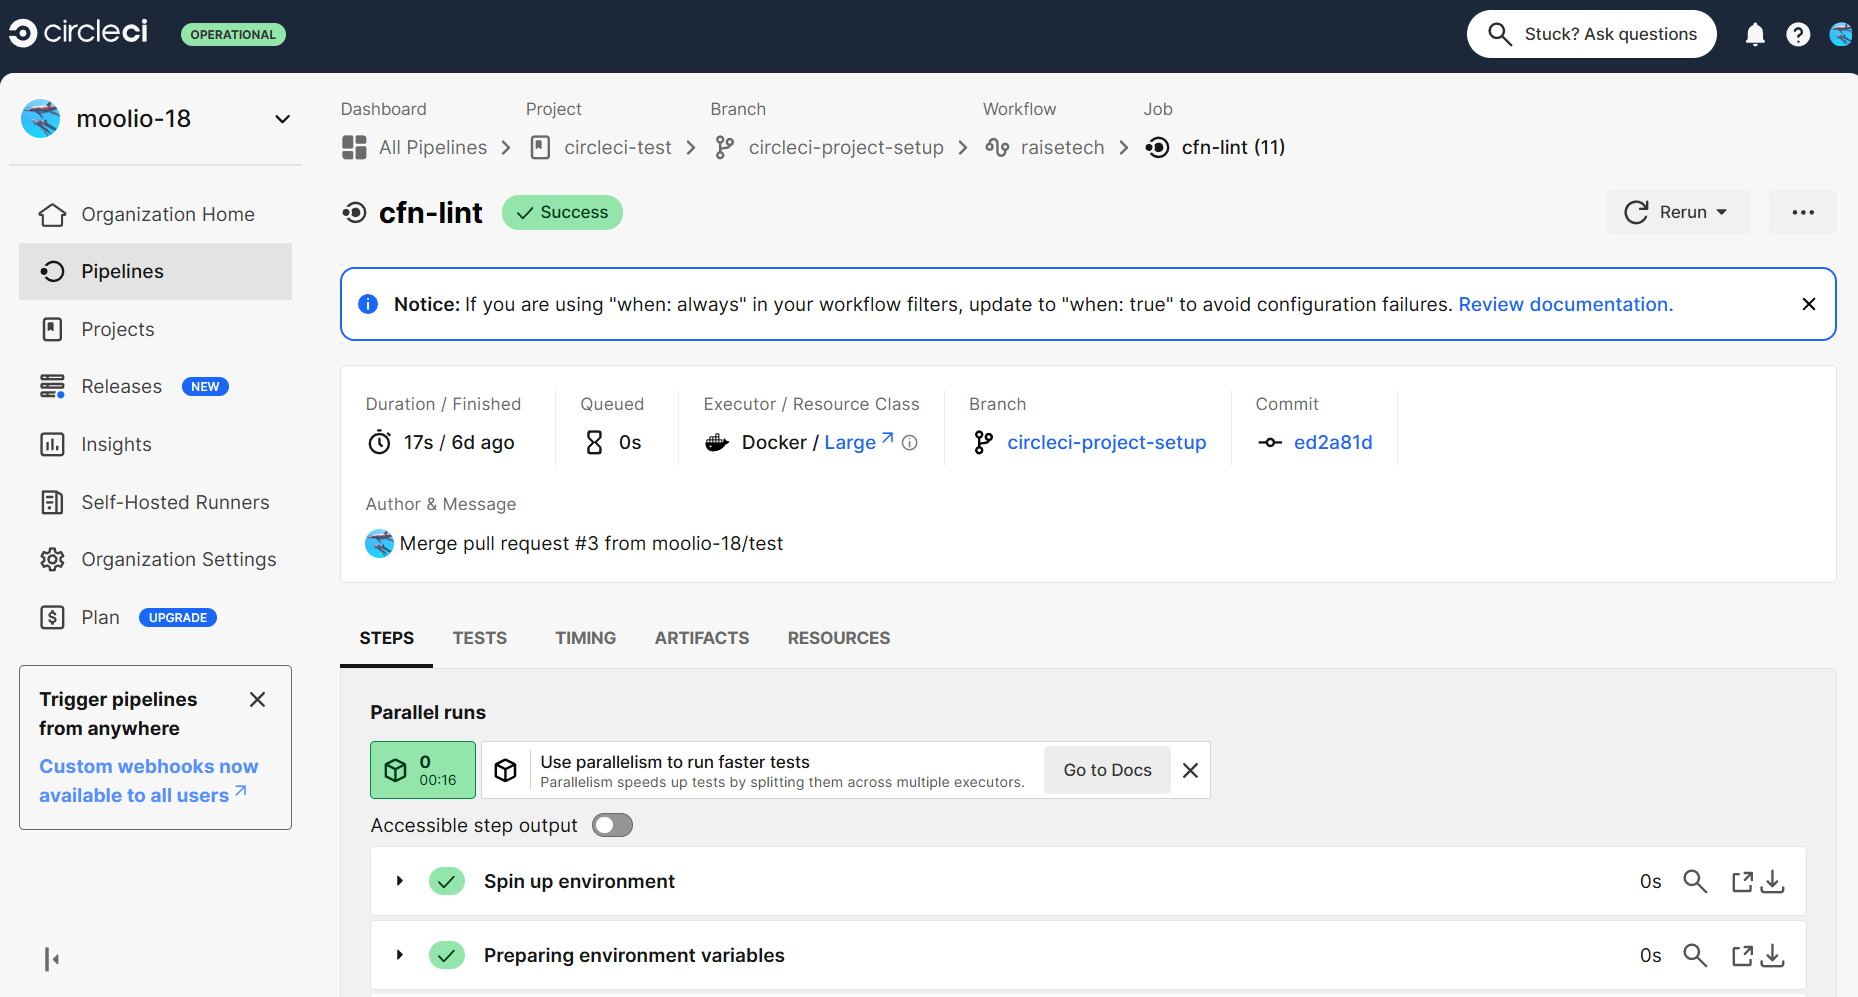 circleci
OPERATIONAL
Stuck? Ask questions
moolio-18
Organization Home
Pipelines
Projects
Releases NEW
Insights
Self-Hosted Runners
Organization Settings
Plan UPGRADE
Trigger pipelines
from anywhere
Custom webhooks now
available to all users
Dashboard Project Branch Workflow Job
All Pipelines circleci-test circleci-project-setup raisetech cfn-lint (11)
cfn-lint Success
Rerun
Notice: If you are using "when: always" in your workflow filters, update to "when: true" to avoid configuration failures. Review documentation.
Duration / Finished Queued Executor / Resource Class Branch Commit
17s / 6d ago 0s Docker / Large circleci-project-setup ed2a81d
Author & Message
Merge pull request #3 from moolio-18/test
STEPS TESTS TIMING ARTIFACTS RESOURCES
Parallel runs
0
00:16
Use parallelism to run faster tests
Parallelism speeds up tests by splitting them across multiple executors.
Go to Docs
Accessible step output
Spin up environment 0s
Preparing environment variables 0s